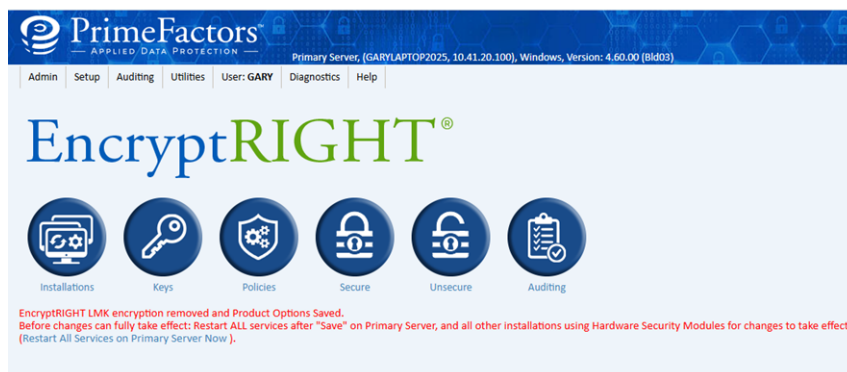 PrimeFactors™
APPLIED DATA PROTECTION
Primary Server, (GARYLAPTOP2025, 10.41.20.100), Windows, Version: 4.60.00 (Bld03)
Admin Setup Auditing Utilities User: GARY Diagnostics Help
EncryptRIGHT®
Installations Keys Policies Secure Unsecure Auditing
EncryptRIGHT LMK encryption removed and Product Options Saved.
Before changes can fully take effect: Restart ALL services after "Save" on Primary Server, and all other installations using Hardware Security Modules for changes to take effect
(Restart All Services on Primary Server Now ).